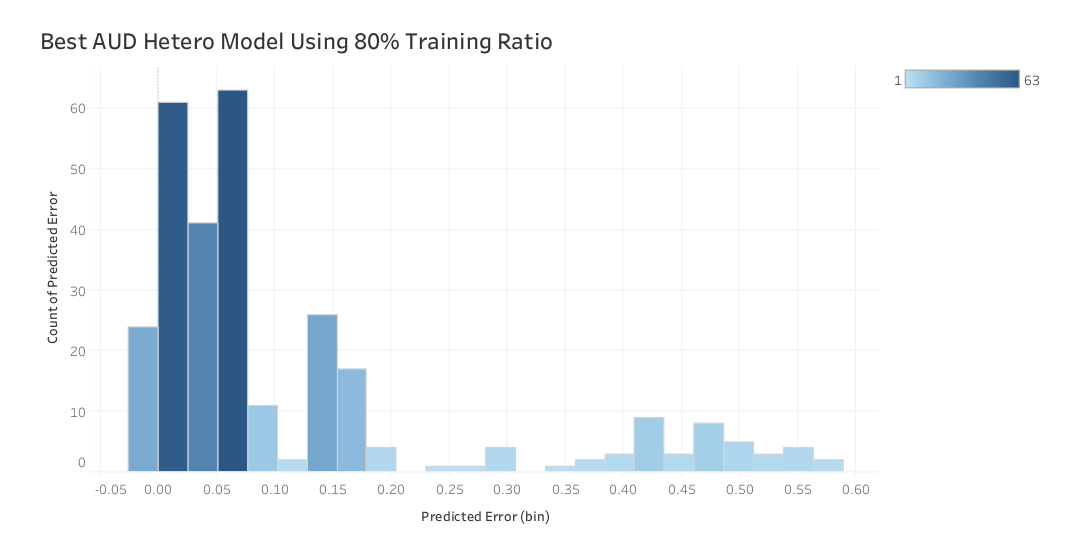 Best AUD Hetero Model Using 80% Training Ratio
1 63
60
50
40
30
20
10
0
Count of Predicted Error
-0.05 0.00 0.05 0.10 0.15 0.20 0.25 0.30 0.35 0.40 0.45 0.50 0.55 0.60
Predicted Error (bin)